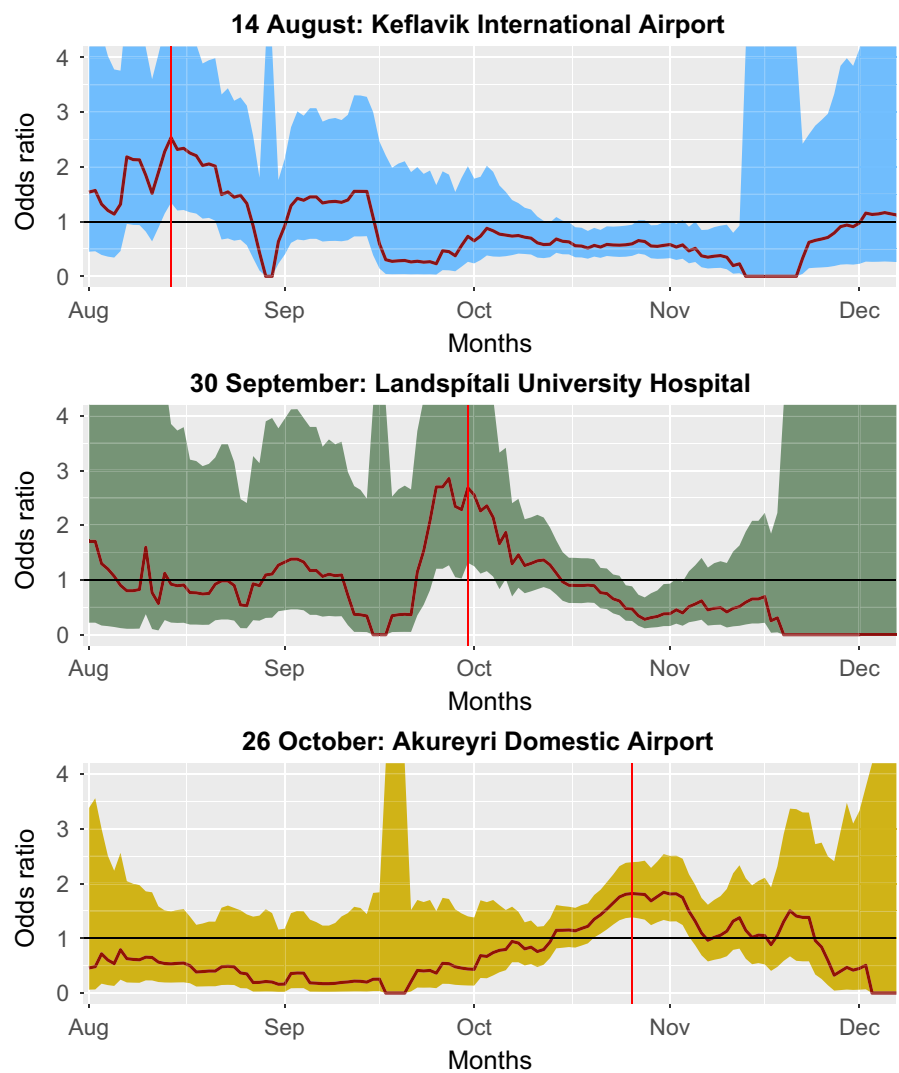 14 August: Keflavik International Airport
Odds ratio
4
3
2
1
0
Aug Sep Oct Nov Dec
Months
30 September: Landspítali University Hospital
Odds ratio
4
3
2
1
0
Aug Sep Oct Nov Dec
Months
26 October: Akureyri Domestic Airport
Odds ratio
4
3
2
1
0
Aug Sep Oct Nov Dec
Months